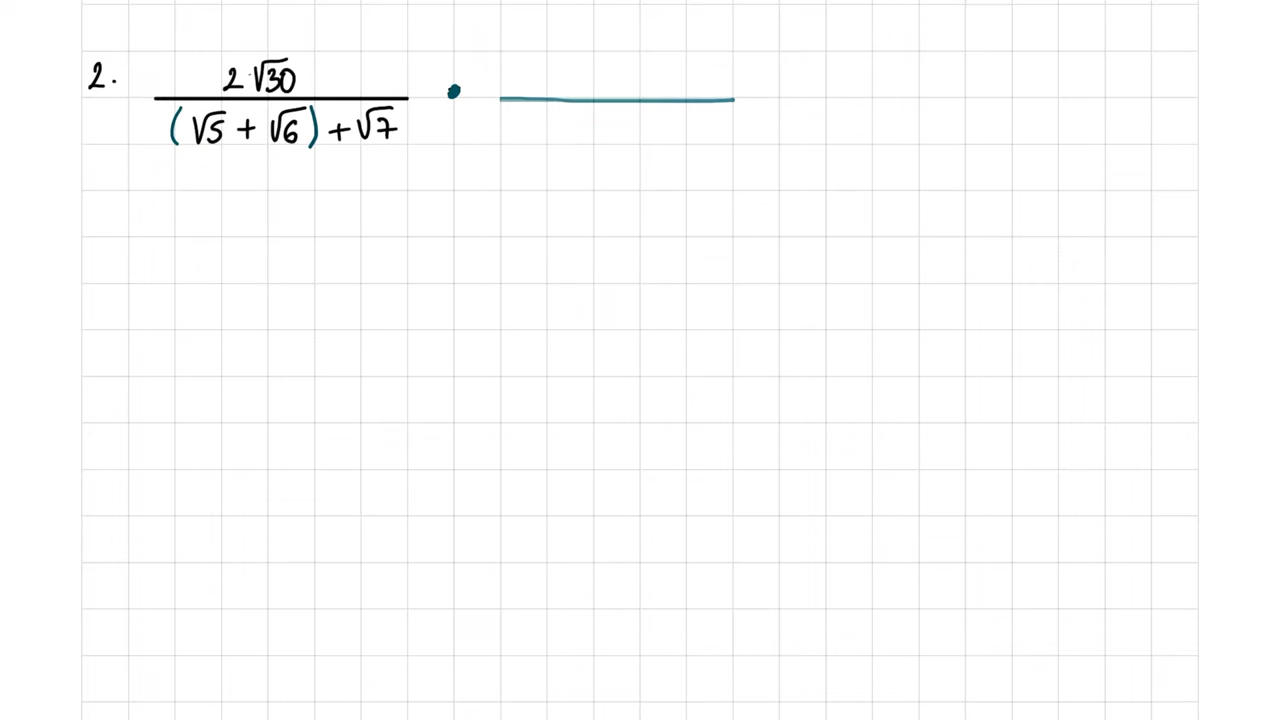 2. 2·√30
(√5 + √6) + √7 •